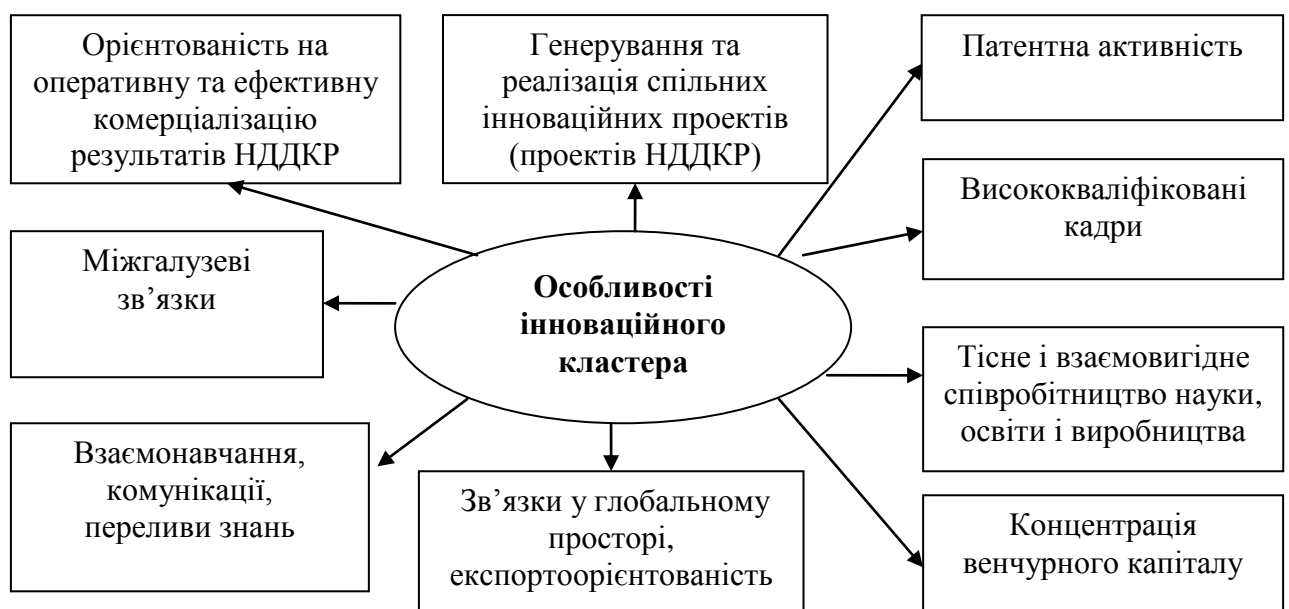 Орієнтованість на
оперативну та ефективну
комерціалізацію
результатів НДДКР
Генерування та
реалізація спільних
інноваційних проектів
(проектів НДДКР)
Патентна активність
Висококваліфіковані
кадри
Міжгалузеві
зв’язки
Особливості
інноваційного
кластера
Тісне і взаємовигідне
співробітництво науки,
освіти і виробництва
Взаємонавчання,
комунікації,
переливи знань
Зв’язки у глобальному
просторі,
експортоорієнтованість
Концентрація
венчурного капіталу